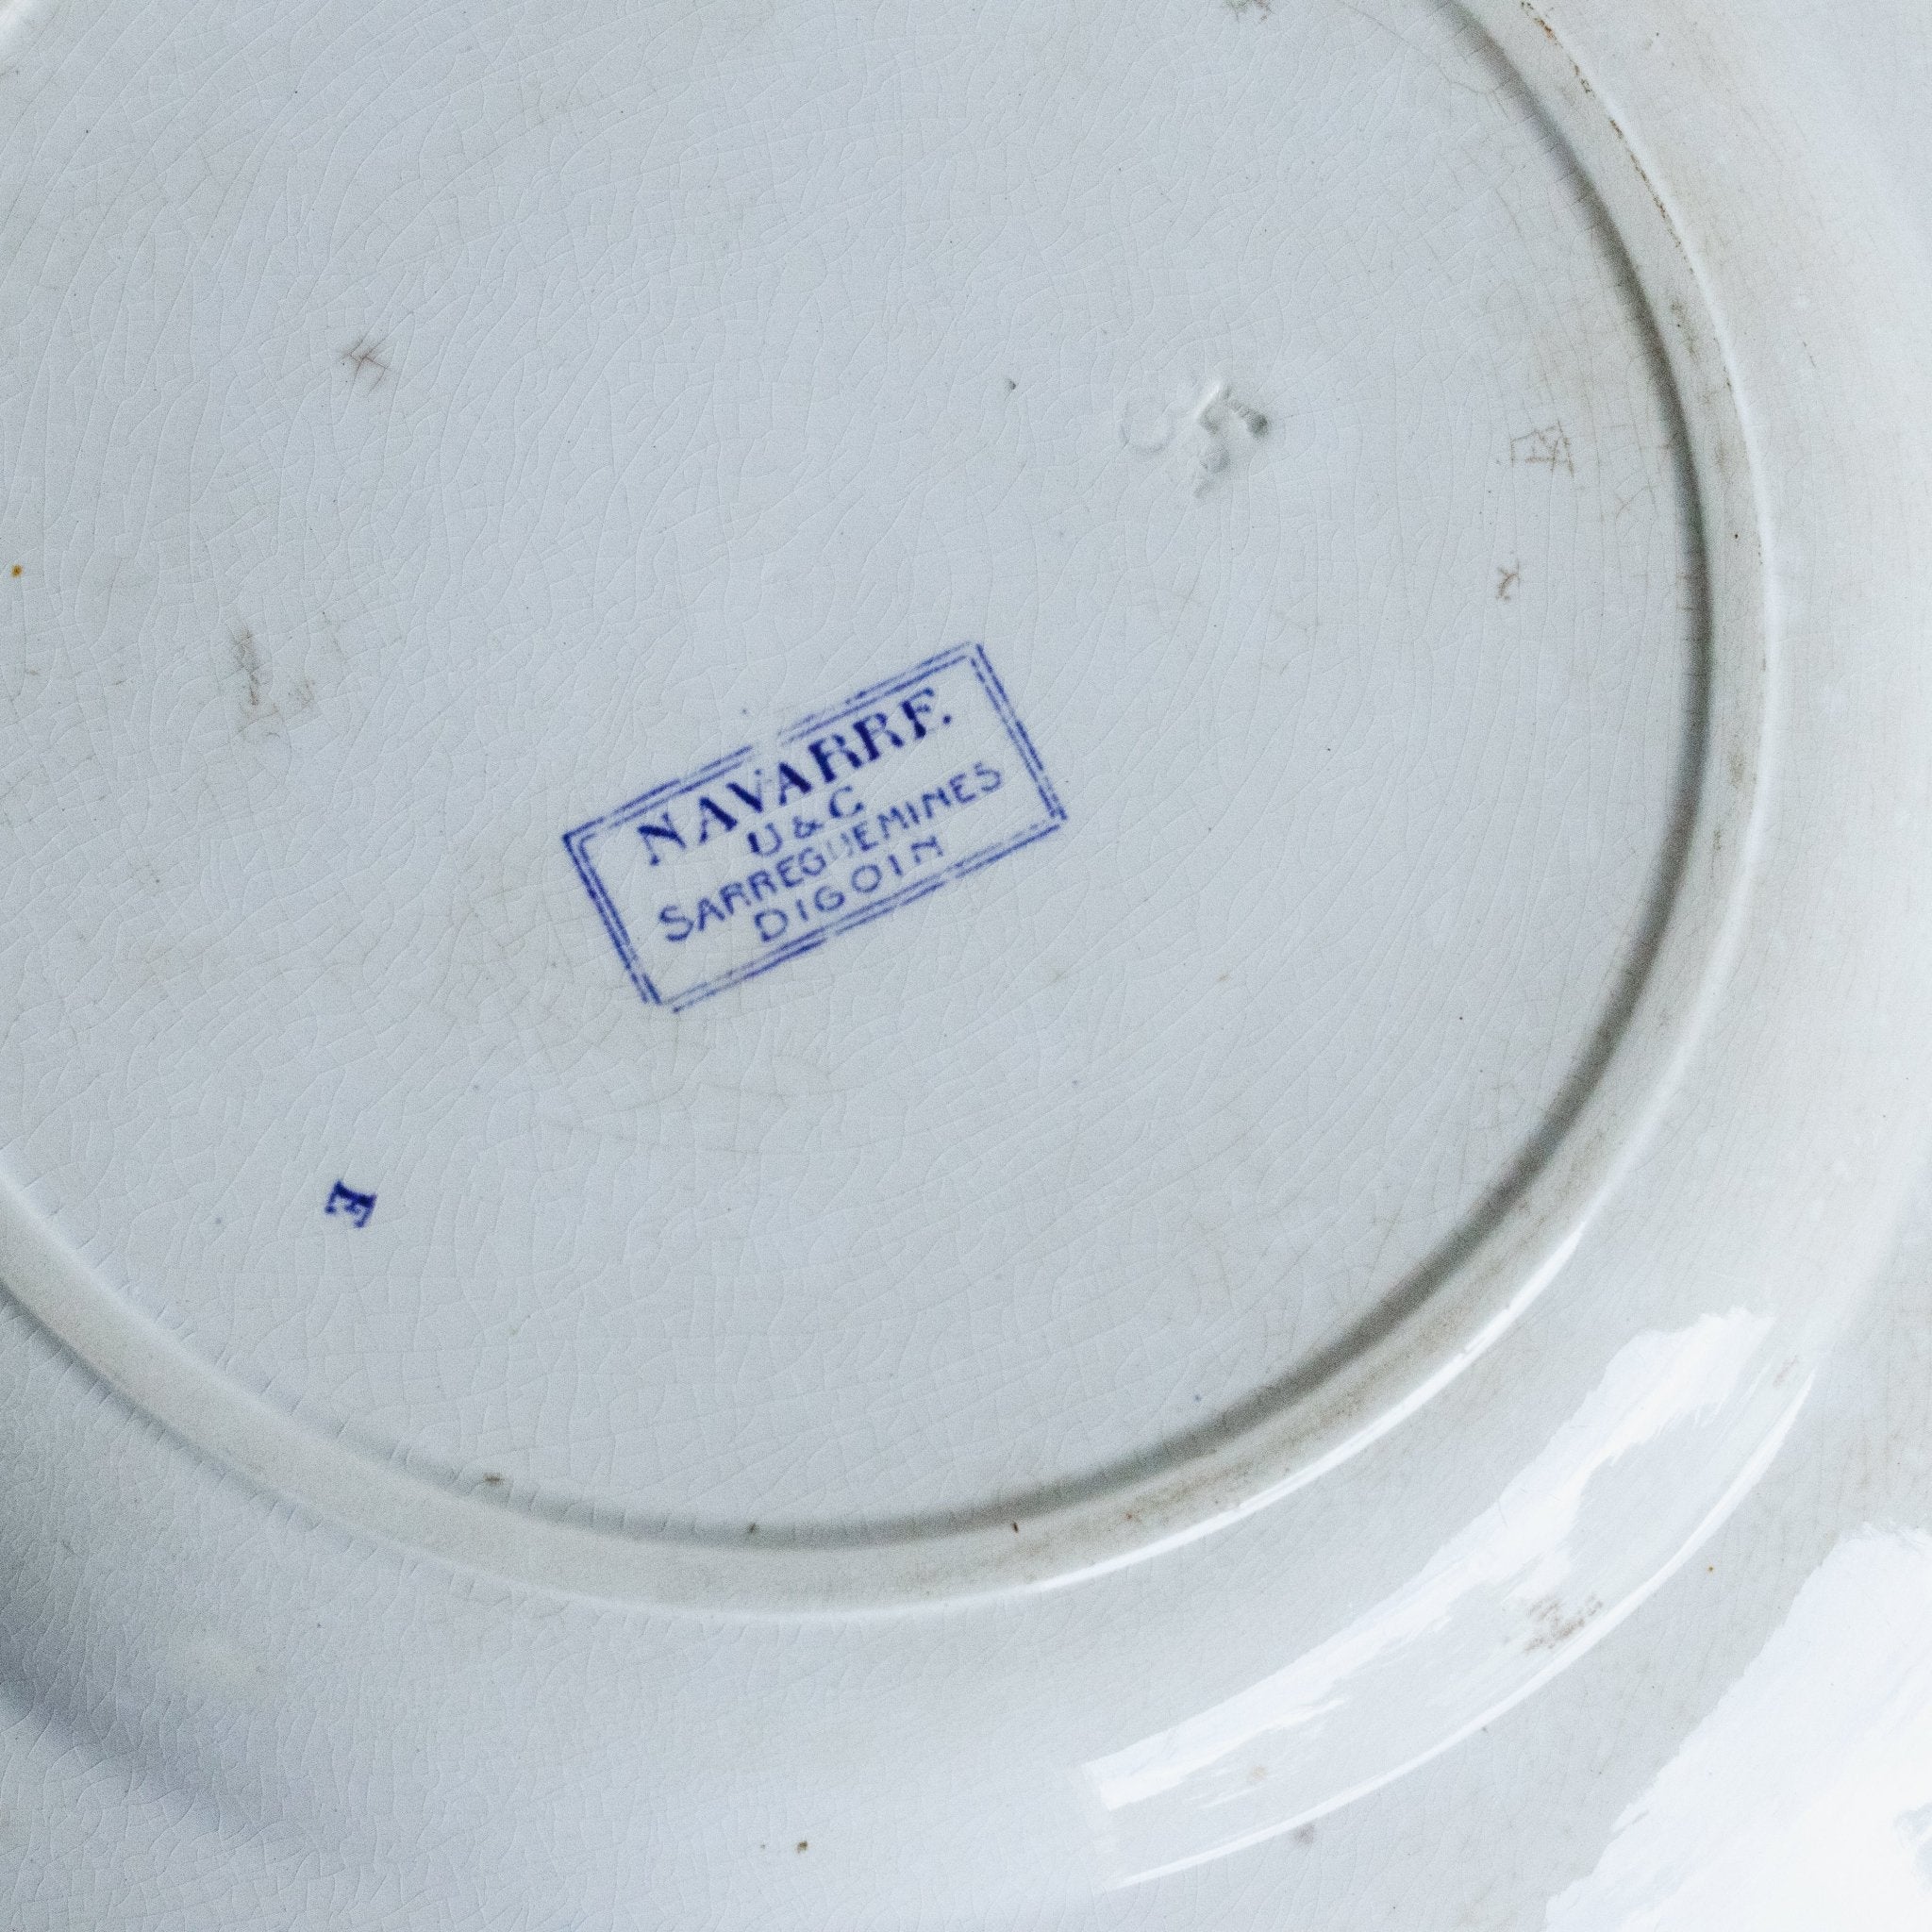 NAVARRE
U & C
SARREGUEMINES
DIGOIN
E